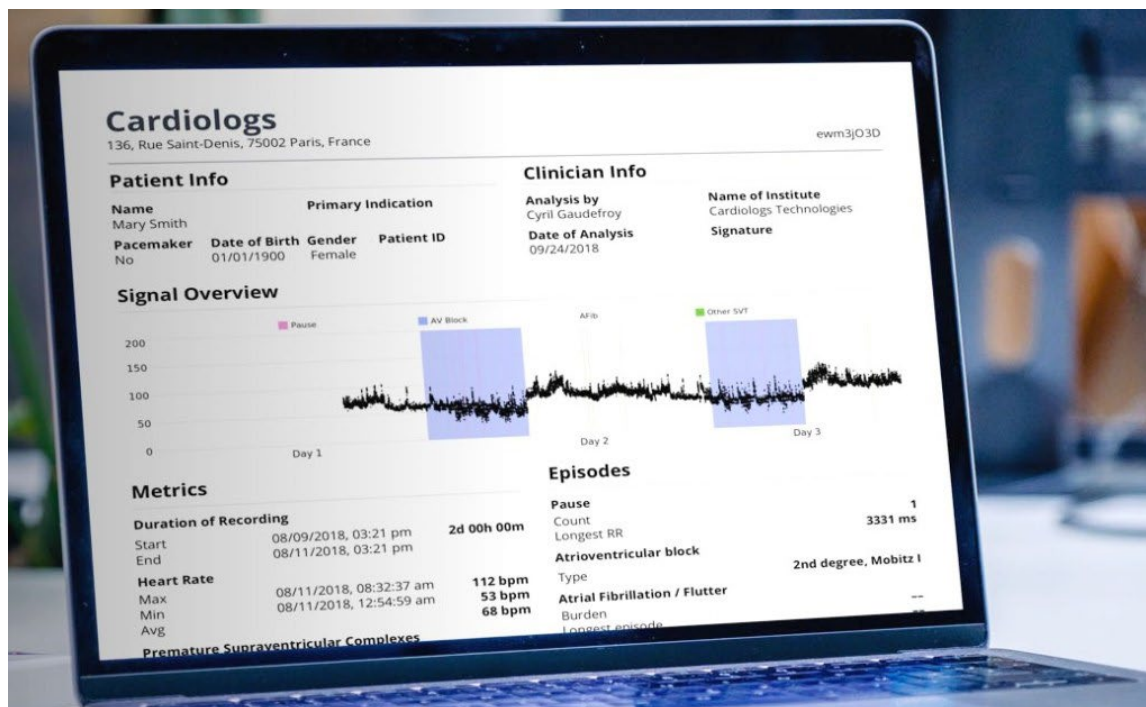 Cardiologs
136, Rue Saint-Denis, 75002 Paris, France
ewm3jO3D
Patient Info
Name
Mary Smith
Primary Indication
Pacemaker
No
Date of Birth
01/01/1900
Gender
Female
Patient ID
Clinician Info
Analysis by
Cyril Gaudefroy
Name of Institute
Cardiologs Technologies
Date of Analysis
09/24/2018
Signature
Signal Overview
Pause
AV Block
AFib
Other SVT
200
150
100
50
0
Day 1
Day 2
Day 3
Metrics
Duration of Recording
2d 00h 00m
Start 08/09/2018, 03:21 pm
End 08/11/2018, 03:21 pm
Heart Rate
Max 08/11/2018, 08:32:37 am 112 bpm
Min 08/11/2018, 12:54:59 am 53 bpm
Avg 68 bpm
Premature Supraventricular Complexes
Episodes
Pause
Count 1
Longest RR 3331 ms
Atrioventricular block
Type 2nd degree, Mobitz I
Atrial Fibrillation / Flutter
Burden --
Longest episode --